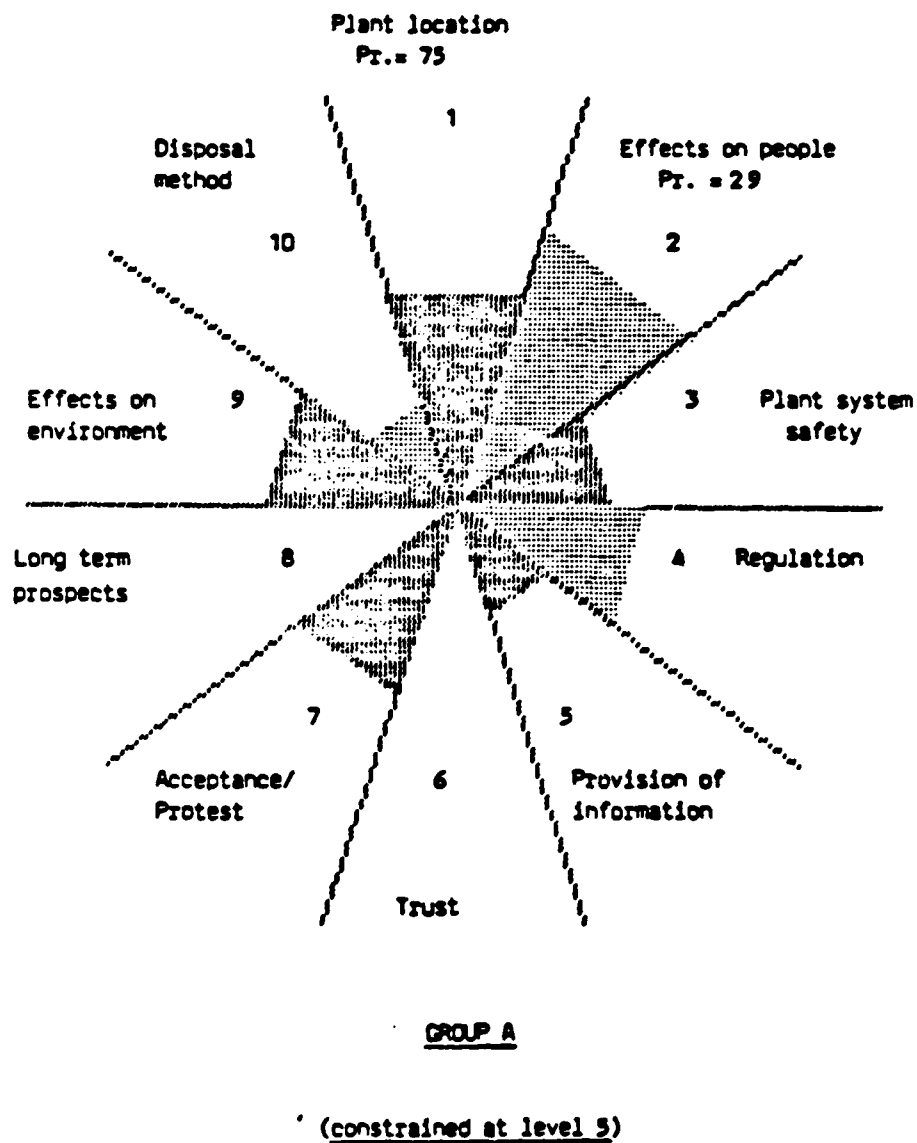 Plant location
Pr.= 75
1
Disposal
method
Effects on people
Pr. =29
10
2
Effects on
environment
9
3
Plant system
safety
Long term
prospects
8
4
Regulation
7
5
Acceptance/
Protest
6
Provision of
information
Trust
GROUP A
(constrained at level 5)